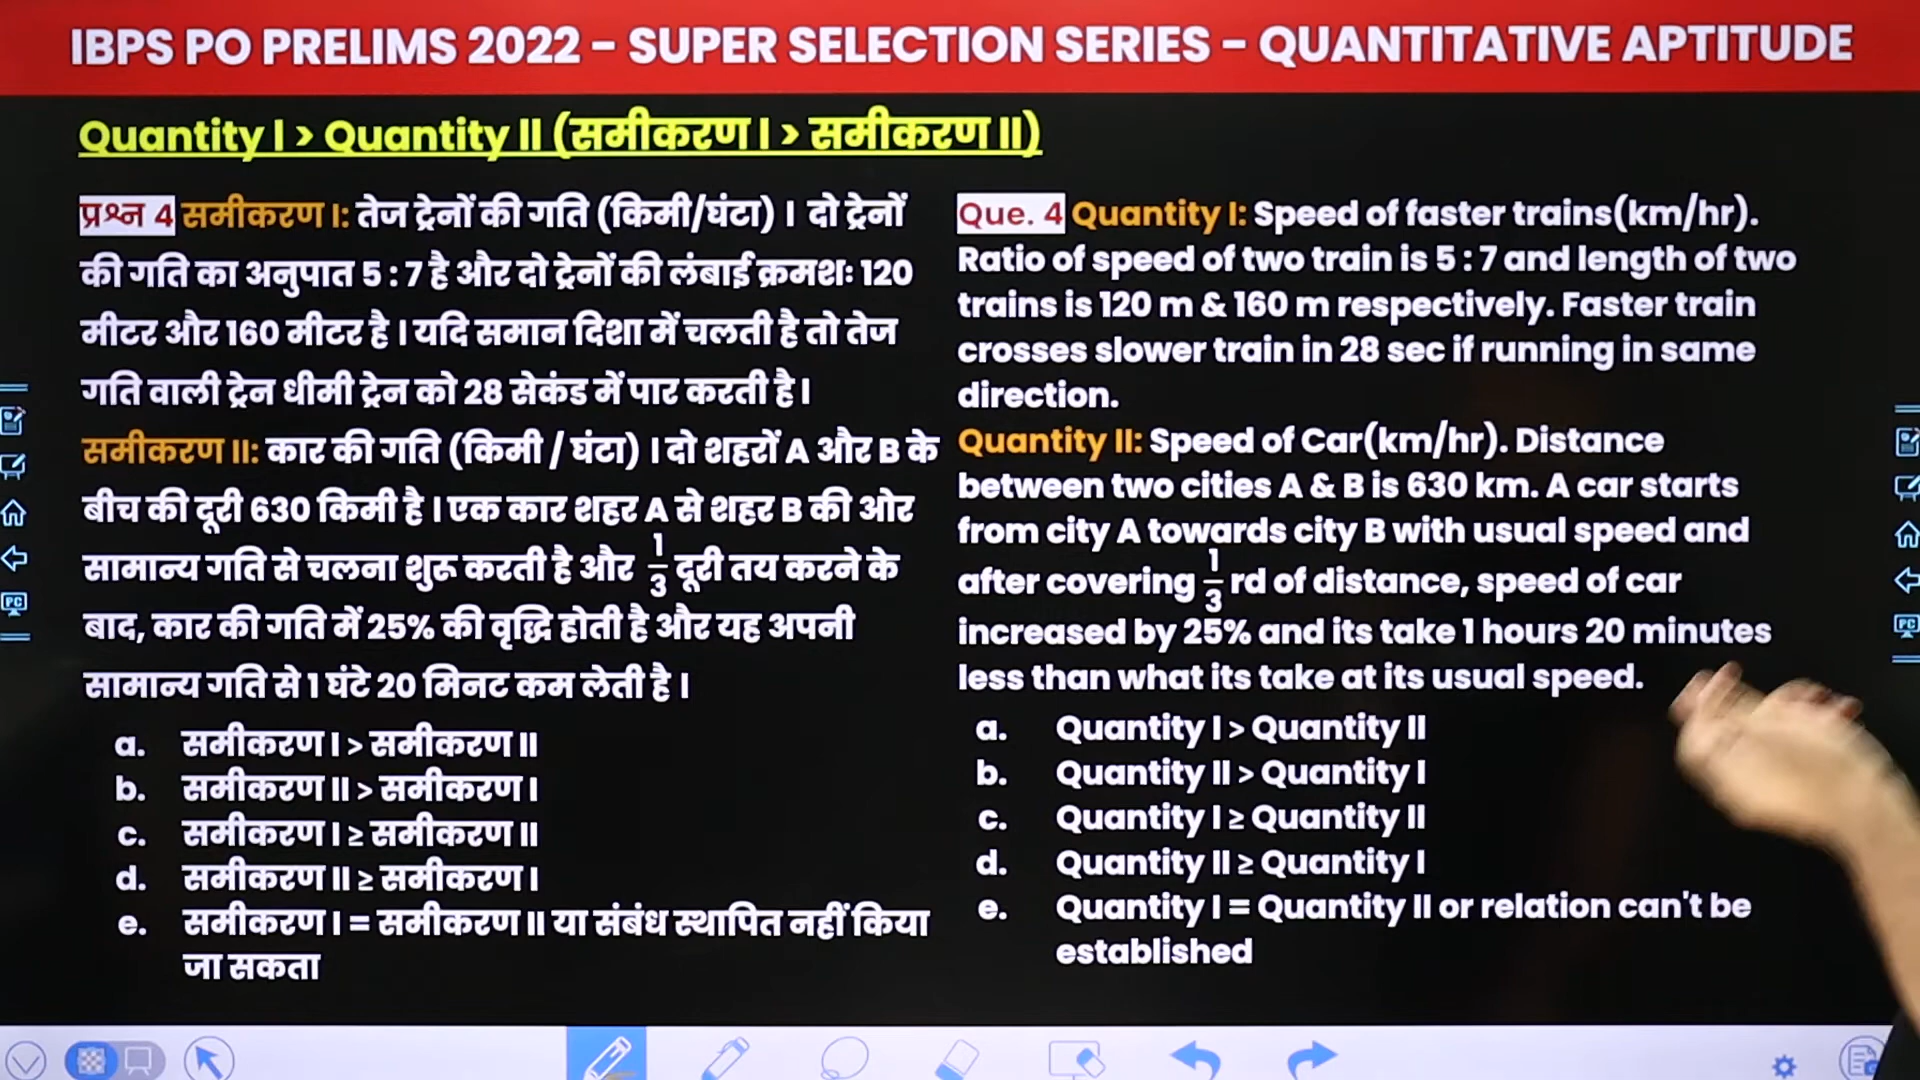 IBPS PO PRELIMS 2022 - SUPER SELECTION SERIES - QUANTITATIVE APTITUDE
Quantity I > Quantity II (समीकरण I > समीकरण II)
प्रश्न 4 समीकरण I: तेज ट्रेनों की गति (किमी/घंटा) । दो ट्रेनों
की गति का अनुपात 5 : 7 है और दो ट्रेनों की लंबाई क्रमशः 120
मीटर और 160 मीटर है । यदि समान दिशा में चलती है तो तेज
गति वाली ट्रेन धीमी ट्रेन को 28 सेकंड में पार करती है ।
समीकरण II: कार की गति (किमी / घंटा) । दो शहरों A और B के
बीच की दूरी 630 किमी है । एक कार शहर A से शहर B की ओर
सामान्य गति से चलना शुरू करती है और 1/3 दूरी तय करने के
बाद, कार की गति में 25% की वृद्धि होती है और यह अपनी
सामान्य गति से 1 घंटे 20 मिनट कम लेती है ।
a. समीकरण I > समीकरण II
b. समीकरण II > समीकरण I
c. समीकरण I ≥ समीकरण II
d. समीकरण II ≥ समीकरण I
e. समीकरण I = समीकरण II या संबंध स्थापित नहीं किया
जा सकता
Que. 4 Quantity I: Speed of faster trains(km/hr).
Ratio of speed of two train is 5 : 7 and length of two
trains is 120 m & 160 m respectively. Faster train
crosses slower train in 28 sec if running in same
direction.
Quantity II: Speed of Car(km/hr). Distance
between two cities A & B is 630 km. A car starts
from city A towards city B with usual speed and
after covering 1/3 rd of distance, speed of car
increased by 25% and its take 1 hours 20 minutes
less than what its take at its usual speed.
a. Quantity I > Quantity II
b. Quantity II > Quantity I
c. Quantity I ≥ Quantity II
d. Quantity II ≥ Quantity I
e. Quantity I = Quantity II or relation can't be
established
PC
PC